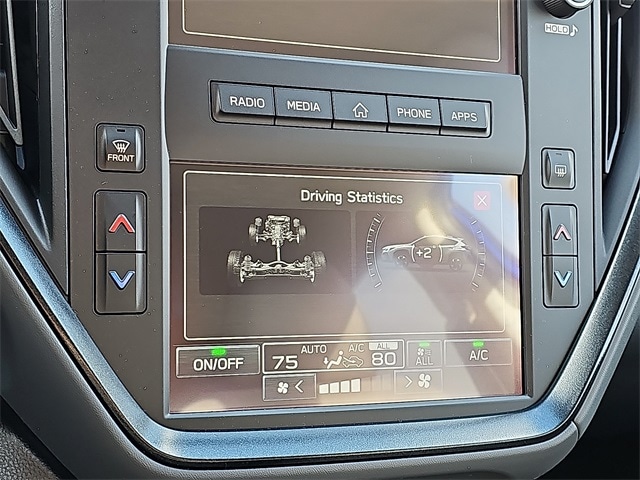 HOLD
RADIO MEDIA PHONE APPS
FRONT
Driving Statistics
+2°
AUTO A/C ALL
ON/OFF 75 80 ALL A/C